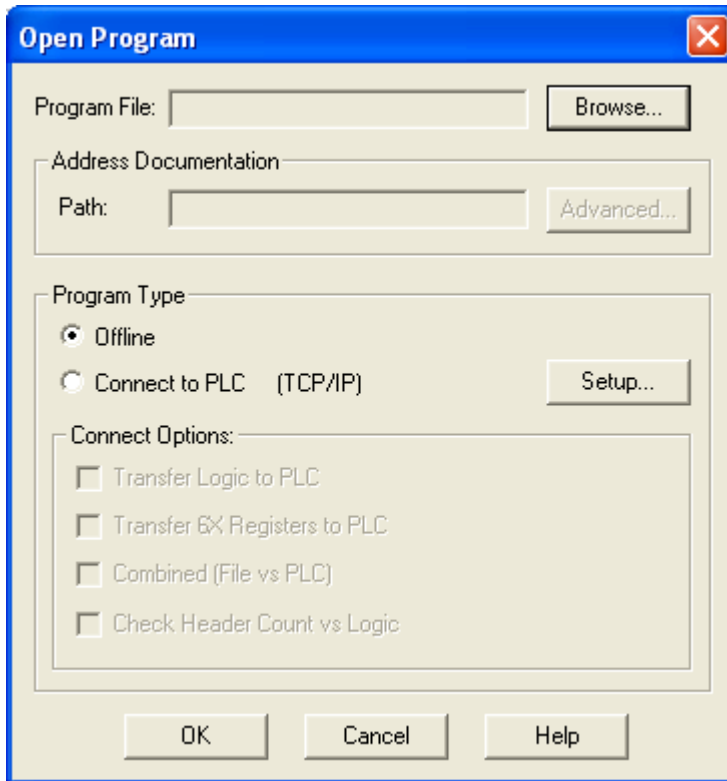 Open Program
Program File: Browse...
Address Documentation
Path: Advanced...
Program Type
Offline
Connect to PLC (TCP/IP) Setup...
Connect Options:
Transfer Logic to PLC
Transfer 6X Registers to PLC
Combined (File vs PLC)
Check Header Count vs Logic
OK Cancel Help